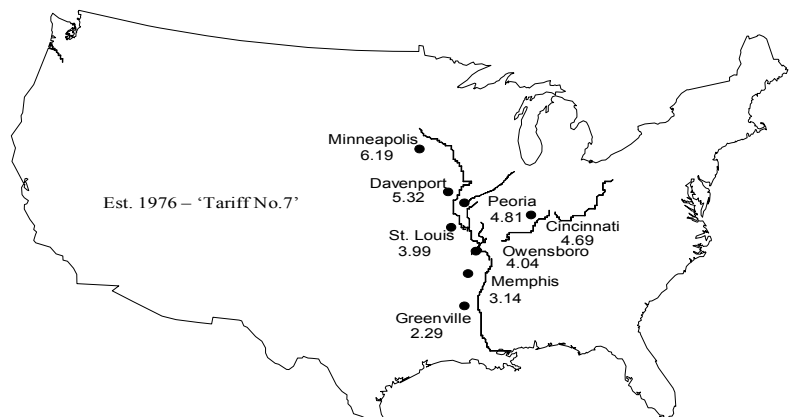 Minneapolis
6.19
Davenport
5.32
Est. 1976 – ‘Tariff No.7’
Peoria
4.81
Cincinnati
4.69
St. Louis
3.99
Owensboro
4.04
Memphis
3.14
Greenville
2.29